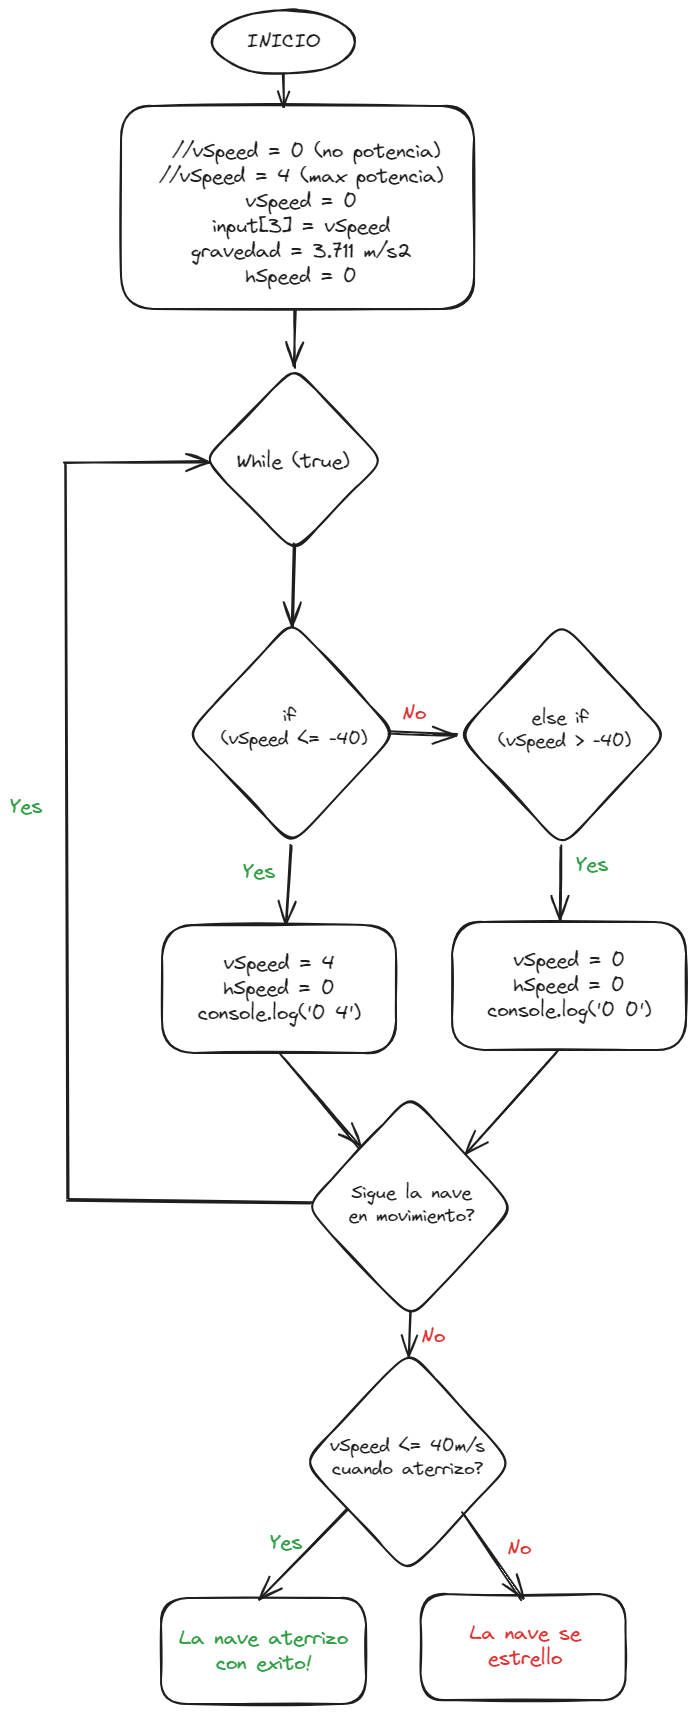 INICIO
//vSpeed = 0 (no potencia)
//vSpeed = 4 (max potencia)
vSpeed = 0
input[3] = vSpeed
gravedad = 3.711 m/s2
hSpeed = 0
While (true)
if
(vSpeed <= -40)
No
else if
(vSpeed > -40)
Yes
Yes
Yes
vSpeed = 4
hSpeed = 0
console.log('0 4')
vSpeed = 0
hSpeed = 0
console.log('0 0')
Sigue la nave
en movimiento?
No
vSpeed <= 40m/s
cuando aterrizo?
Yes
No
La nave aterrizo
con exito!
La nave se
estrello